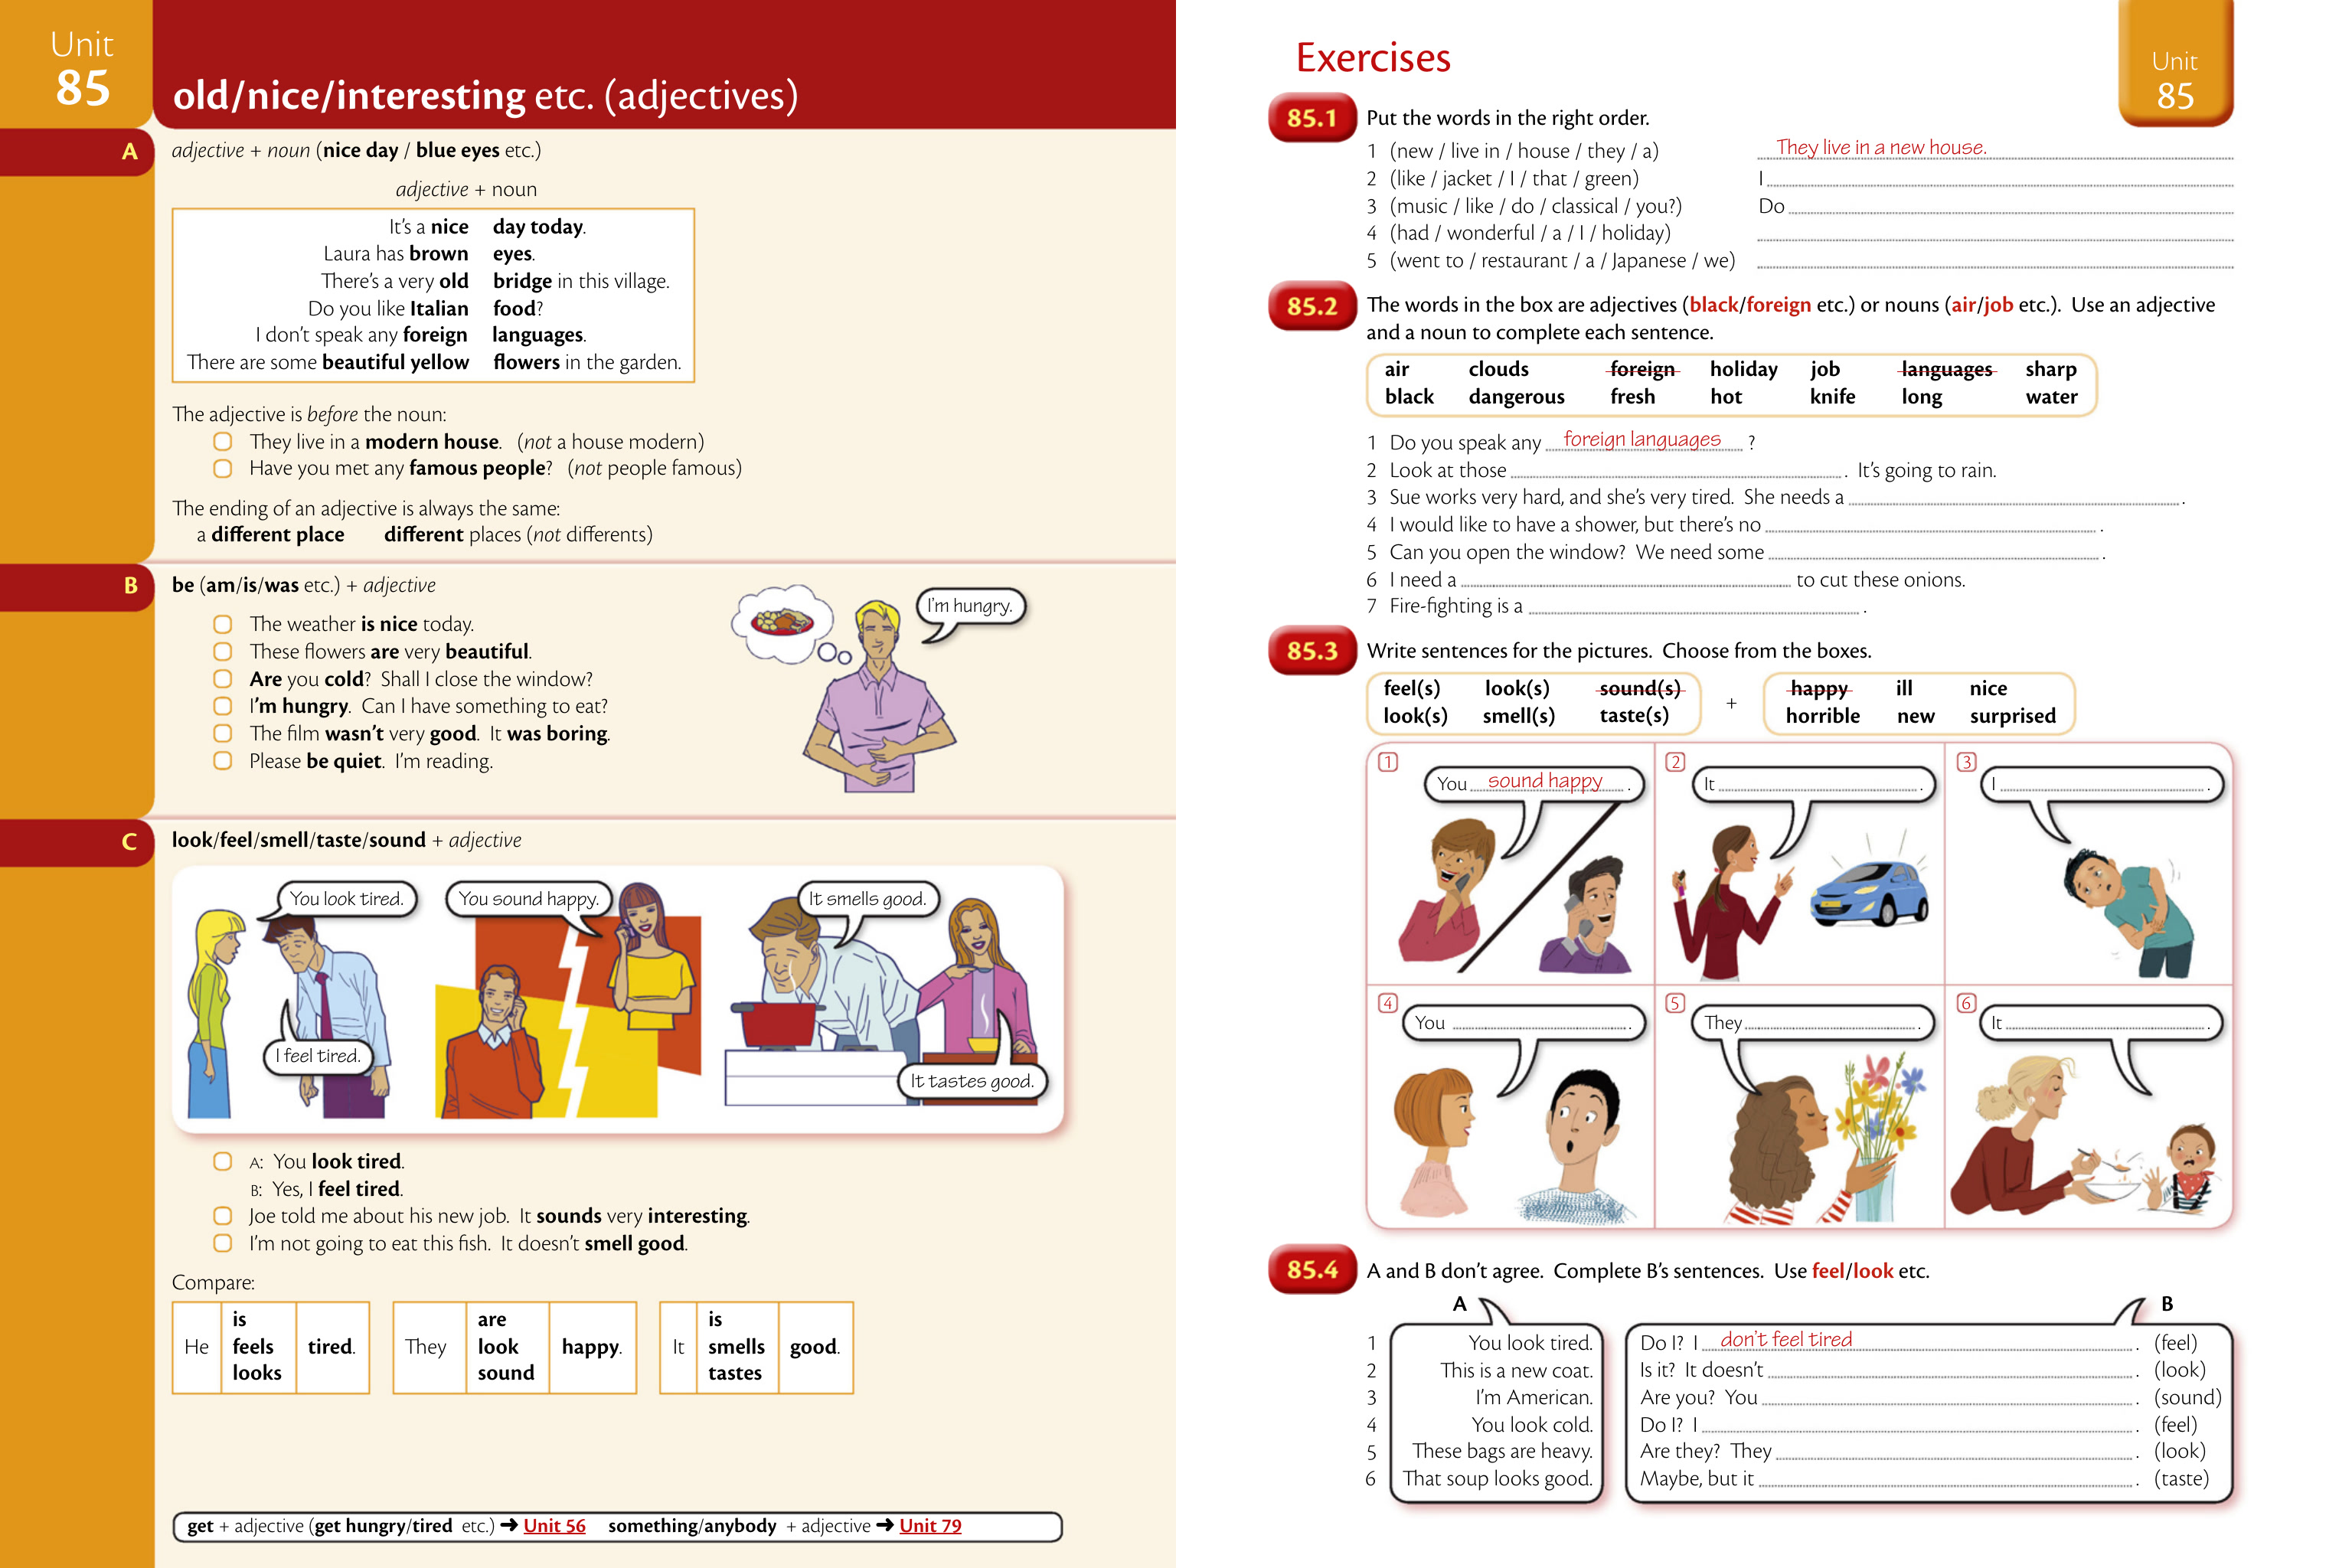 Unit
85
old/nice/interesting etc. (adjectives)
A
adjective + noun (nice day / blue eyes etc.)
adjective + noun
It's a nice day today.
Laura has brown eyes.
There's a very old bridge in this village.
Do you like Italian food?
I don't speak any foreign languages.
There are some beautiful yellow flowers in the garden.
The adjective is before the noun:
They live in a modern house. (not a house modern)
Have you met any famous people? (not people famous)
The ending of an adjective is always the same:
a different place different places (not differents)
B
be (am/is/was etc.) + adjective
The weather is nice today.
These flowers are very beautiful.
Are you cold? Shall I close the window?
I'm hungry. Can I have something to eat?
The film wasn't very good. It was boring.
Please be quiet. I'm reading.
I'm hungry.
C
look/feel/smell/taste/sound + adjective
You look tired.
I feel tired.
You sound happy.
It smells good.
It tastes good.
A: You look tired.
B: Yes, I feel tired.
Joe told me about his new job. It sounds very interesting.
I'm not going to eat this fish. It doesn't smell good.
Compare:
He is feels looks tired.
They are look sound happy.
It is smells tastes good.
get + adjective (get hungry/tired etc.) ➜ Unit 56 something/anybody + adjective ➜ Unit 79
Exercises
Unit
85
85.1 Put the words in the right order.
1 (new / live in / house / they / a) They live in a new house.
2 (like / jacket / I / that / green) I
3 (music / like / do / classical / you?) Do
4 (had / wonderful / a / I / holiday)
5 (went to / restaurant / a / Japanese / we)
85.2 The words in the box are adjectives (black/foreign etc.) or nouns (air/job etc.). Use an adjective
and a noun to complete each sentence.
air clouds foreign holiday job languages sharp
black dangerous fresh hot knife long water
1 Do you speak any foreign languages ?
2 Look at those . It's going to rain.
3 Sue works very hard, and she's very tired. She needs a .
4 I would like to have a shower, but there's no .
5 Can you open the window? We need some .
6 I need a to cut these onions.
7 Fire-fighting is a .
85.3 Write sentences for the pictures. Choose from the boxes.
feel(s) look(s) sound(s) + happy ill nice
look(s) smell(s) taste(s) horrible new surprised
1 You sound happy .
2 It .
3 I .
4 You .
5 They .
6 It .
85.4 A and B don't agree. Complete B's sentences. Use feel/look etc.
A B
1 You look tired. Do I? I don't feel tired . (feel)
2 This is a new coat. Is it? It doesn't . (look)
3 I'm American. Are you? You . (sound)
4 You look cold. Do I? I . (feel)
5 These bags are heavy. Are they? They . (look)
6 That soup looks good. Maybe, but it . (taste)